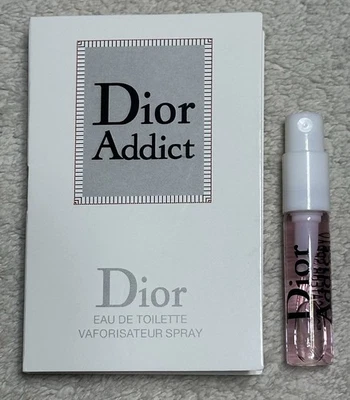 Dior
Addict
Dior
EAU DE TOILETTE
VAPORISATEUR SPRAY
Dior